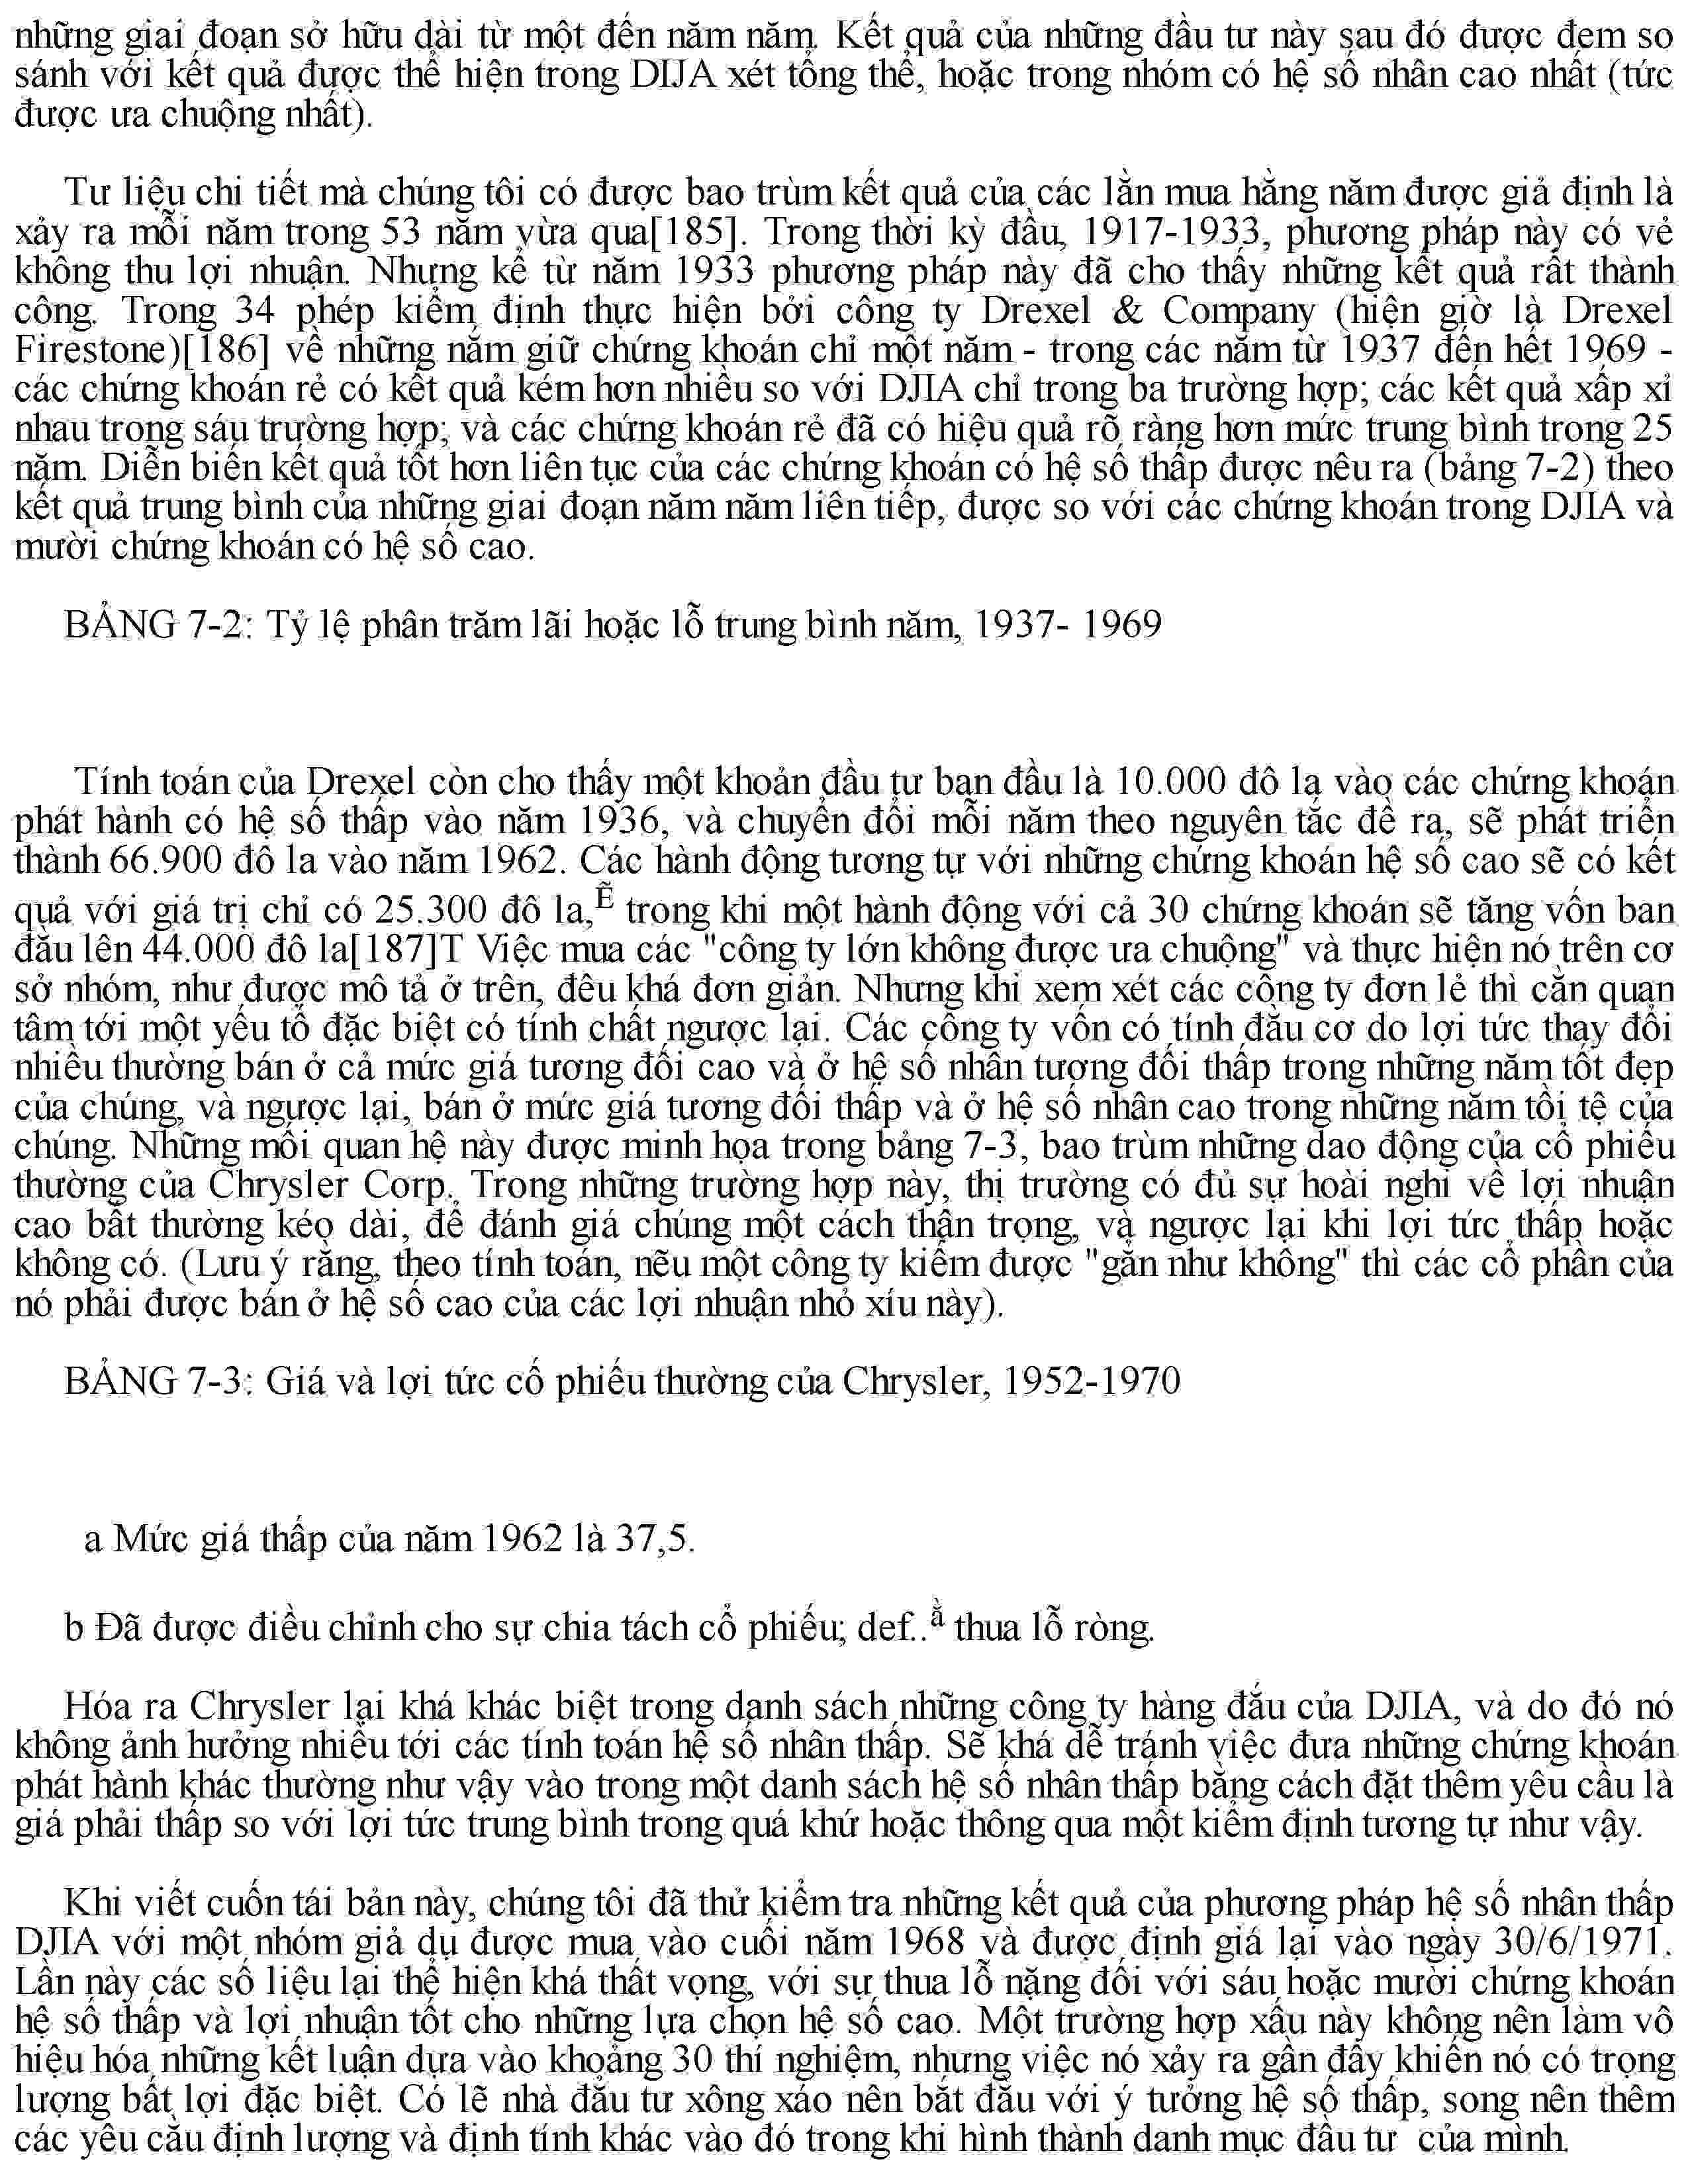 những giai đoạn sở hữu dài từ một đến năm năm. Kết quả của những đầu tư này sau đó được đem so
sánh với kết quả được thể hiện trong DIJA xét tổng thể, hoặc trong nhóm có hệ số nhân cao nhất (tức
được ưa chuộng nhất).
Tư liệu chi tiết mà chúng tôi có được bao trùm kết quả của các lần mua hằng năm được giả định là
xảy ra mỗi năm trong 53 năm vừa qua[185]. Trong thời kỳ đầu, 1917-1933, phương pháp này có vẻ
không thu lợi nhuận. Nhưng kể từ năm 1933 phương pháp này đã cho thấy những kết quả rất thành
công. Trong 34 phép kiểm định thực hiện bởi công ty Drexel & Company (hiện giờ là Drexel
Firestone)[186] về những năm giữ chứng khoán chỉ một năm - trong các năm từ 1937 đến hết 1969 -
các chứng khoán rẻ có kết quả kém hơn nhiều so với DJIA chỉ trong ba trường hợp; các kết quả xấp xỉ
nhau trong sáu trường hợp; và các chứng khoán rẻ đã có hiệu quả rõ ràng hơn mức trung bình trong 25
năm. Diễn biến kết quả tốt hơn liên tục của các chứng khoán có hệ số thấp được nêu ra (bảng 7-2) theo
kết quả trung bình của những giai đoạn năm năm liên tiếp, được so với các chứng khoán trong DJIA và
mười chứng khoán có hệ số cao.
BẢNG 7-2: Tỷ lệ phân trăm lãi hoặc lỗ trung bình năm, 1937- 1969
Tính toán của Drexel còn cho thấy một khoản đầu tư ban đầu là 10.000 đô la vào các chứng khoán
phát hành có hệ số thấp vào năm 1936, và chuyển đổi mỗi năm theo nguyên tắc đề ra, sẽ phát triển
thành 66.900 đô la vào năm 1962. Các hành động tương tự với những chứng khoán hệ số cao sẽ có kết
quả với giá trị chỉ có 25.300 đô la,Ẽ trong khi một hành động với cả 30 chứng khoán sẽ tăng vốn ban
đầu lên 44.000 đô la[187]T Việc mua các "công ty lớn không được ưa chuộng" và thực hiện nó trên cơ
sở nhóm, như được mô tả ở trên, đêu khá đơn giản. Nhưng khi xem xét các công ty đơn lẻ thì cần quan
tâm tới một yếu tố đặc biệt có tính chất ngược lại. Các công ty vốn có tính đầu cơ do lợi tức thay đổi
nhiều thường bán ở cả mức giá tương đối cao và ở hệ số nhân tương đối thấp trong những năm tốt đẹp
của chúng, và ngược lại, bán ở mức giá tương đối thấp và ở hệ số nhân cao trong những năm tồi tệ của
chúng. Những mối quan hệ này được minh họa trong bảng 7-3, bao trùm những dao động của cổ phiếu
thường của Chrysler Corp. Trong những trường hợp này, thị trường có đủ sự hoài nghi về lợi nhuận
cao bất thường kéo dài, để đánh giá chúng một cách thận trọng, và ngược lại khi lợi tức thấp hoặc
không có. (Lưu ý rằng, theo tính toán, nếu một công ty kiếm được "gần như không" thì các cổ phần của
nó phải được bán ở hệ số cao của các lợi nhuận nhỏ xíu này).
BẢNG 7-3: Giá và lợi tức cổ phiếu thường của Chrysler, 1952-1970
a Mức giá thấp của năm 1962 là 37,5.
b Đã được điều chỉnh cho sự chia tách cổ phiếu; def..ằ thua lỗ ròng.
Hóa ra Chrysler lại khá khác biệt trong danh sách những công ty hàng đầu của DJIA, và do đó nó
không ảnh hưởng nhiều tới các tính toán hệ số nhân thấp. Sẽ khá dễ tránh việc đưa những chứng khoán
phát hành khác thường như vậy vào trong một danh sách hệ số nhân thấp bằng cách đặt thêm yêu cầu là
giá phải thấp so với lợi tức trung bình trong quá khứ hoặc thông qua một kiểm định tương tự như vậy.
Khi viết cuốn tái bản này, chúng tôi đã thử kiểm tra những kết quả của phương pháp hệ số nhân thấp
DJIA với một nhóm giả dụ được mua vào cuối năm 1968 và được định giá lại vào ngày 30/6/1971.
Lần này các số liệu lại thể hiện khá thất vọng, với sự thua lỗ nặng đối với sáu hoặc mười chứng khoán
hệ số thấp và lợi nhuận tốt cho những lựa chọn hệ số cao. Một trường hợp xấu này không nên làm vô
hiệu hóa những kết luận dựa vào khoảng 30 thí nghiệm, nhưng việc nó xảy ra gần đây khiến nó có trọng
lượng bất lợi đặc biệt. Có lẽ nhà đầu tư xông xáo nên bắt đầu với ý tưởng hệ số thấp, song nên thêm
các yêu cầu định lượng và định tính khác vào đó trong khi hình thành danh mục đầu tư của mình.